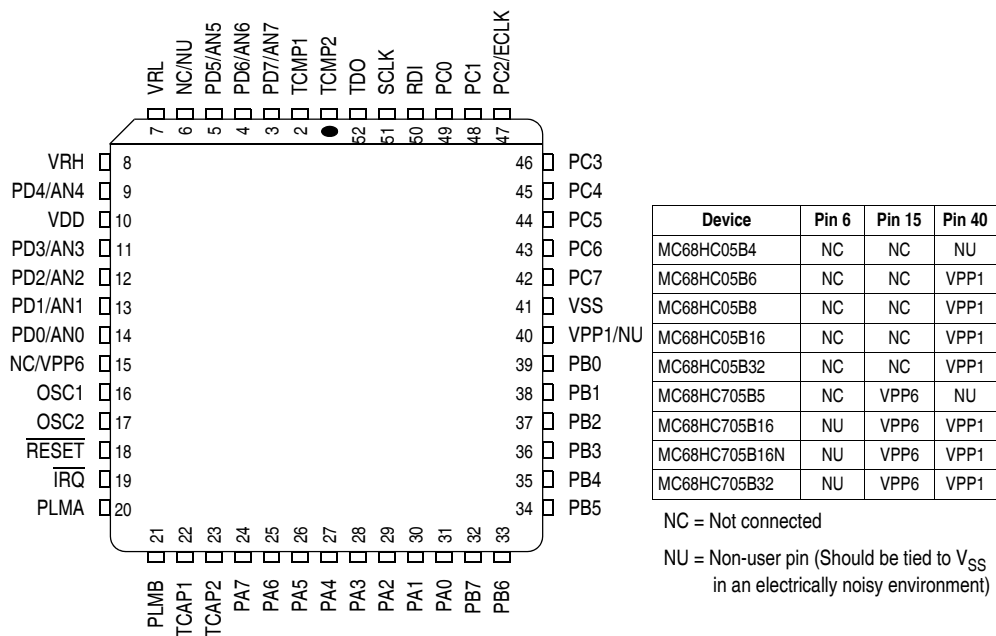 VRL
NC/NU
PD5/AN5
PD6/AN6
PD7/AN7
TCMP1
TCMP2
TDO
SCLK
RDI
PC0
PC1
PC2/ECLK
7 6 5 4 3 2 52 51 50 49 48 47
VRH 8
PD4/AN4 9
VDD 10
PD3/AN3 11
PD2/AN2 12
PD1/AN1 13
PD0/AN0 14
NC/VPP6 15
OSC1 16
OSC2 17
RESET 18
IRQ 19
PLMA 20
46 PC3
45 PC4
44 PC5
43 PC6
42 PC7
41 VSS
40 VPP1/NU
39 PB0
38 PB1
37 PB2
36 PB3
35 PB4
34 PB5
21 22 23 24 25 26 27 28 29 30 31 32 33
PLMB
TCAP1
TCAP2
PA7
PA6
PA5
PA4
PA3
PA2
PA1
PA0
PB7
PB6
Device Pin 6 Pin 15 Pin 40
MC68HC05B4 NC NC NU
MC68HC05B6 NC NC VPP1
MC68HC05B8 NC NC VPP1
MC68HC05B16 NC NC VPP1
MC68HC05B32 NC NC VPP1
MC68HC705B5 NC VPP6 NU
MC68HC705B16 NU VPP6 VPP1
MC68HC705B16N NU VPP6 VPP1
MC68HC705B32 NU VPP6 VPP1
NC = Not connected
NU = Non-user pin (Should be tied to VSS
in an electrically noisy environment)